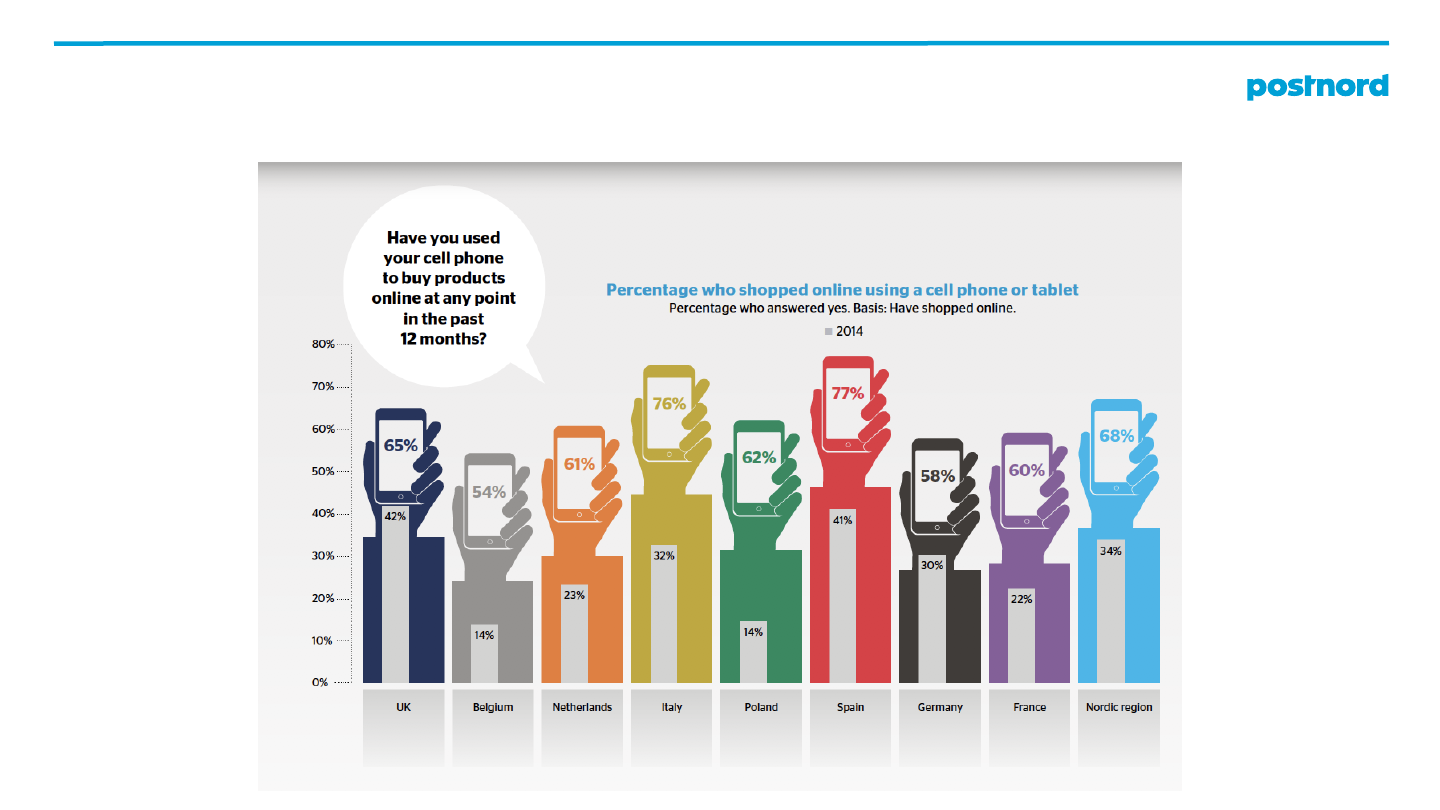 postnord
Have you used
your cell phone
to buy products
online at any point
in the past
12 months?
Percentage who shopped online using a cell phone or tablet
Percentage who answered yes. Basis: Have shopped online.
2014
80%
70%
60%
50%
40%
30%
20%
10%
0%
65%
54%
61%
76%
62%
77%
58%
60%
68%
42%
14%
23%
32%
14%
41%
30%
22%
34%
UK
Belgium
Netherlands
Italy
Poland
Spain
Germany
France
Nordic region